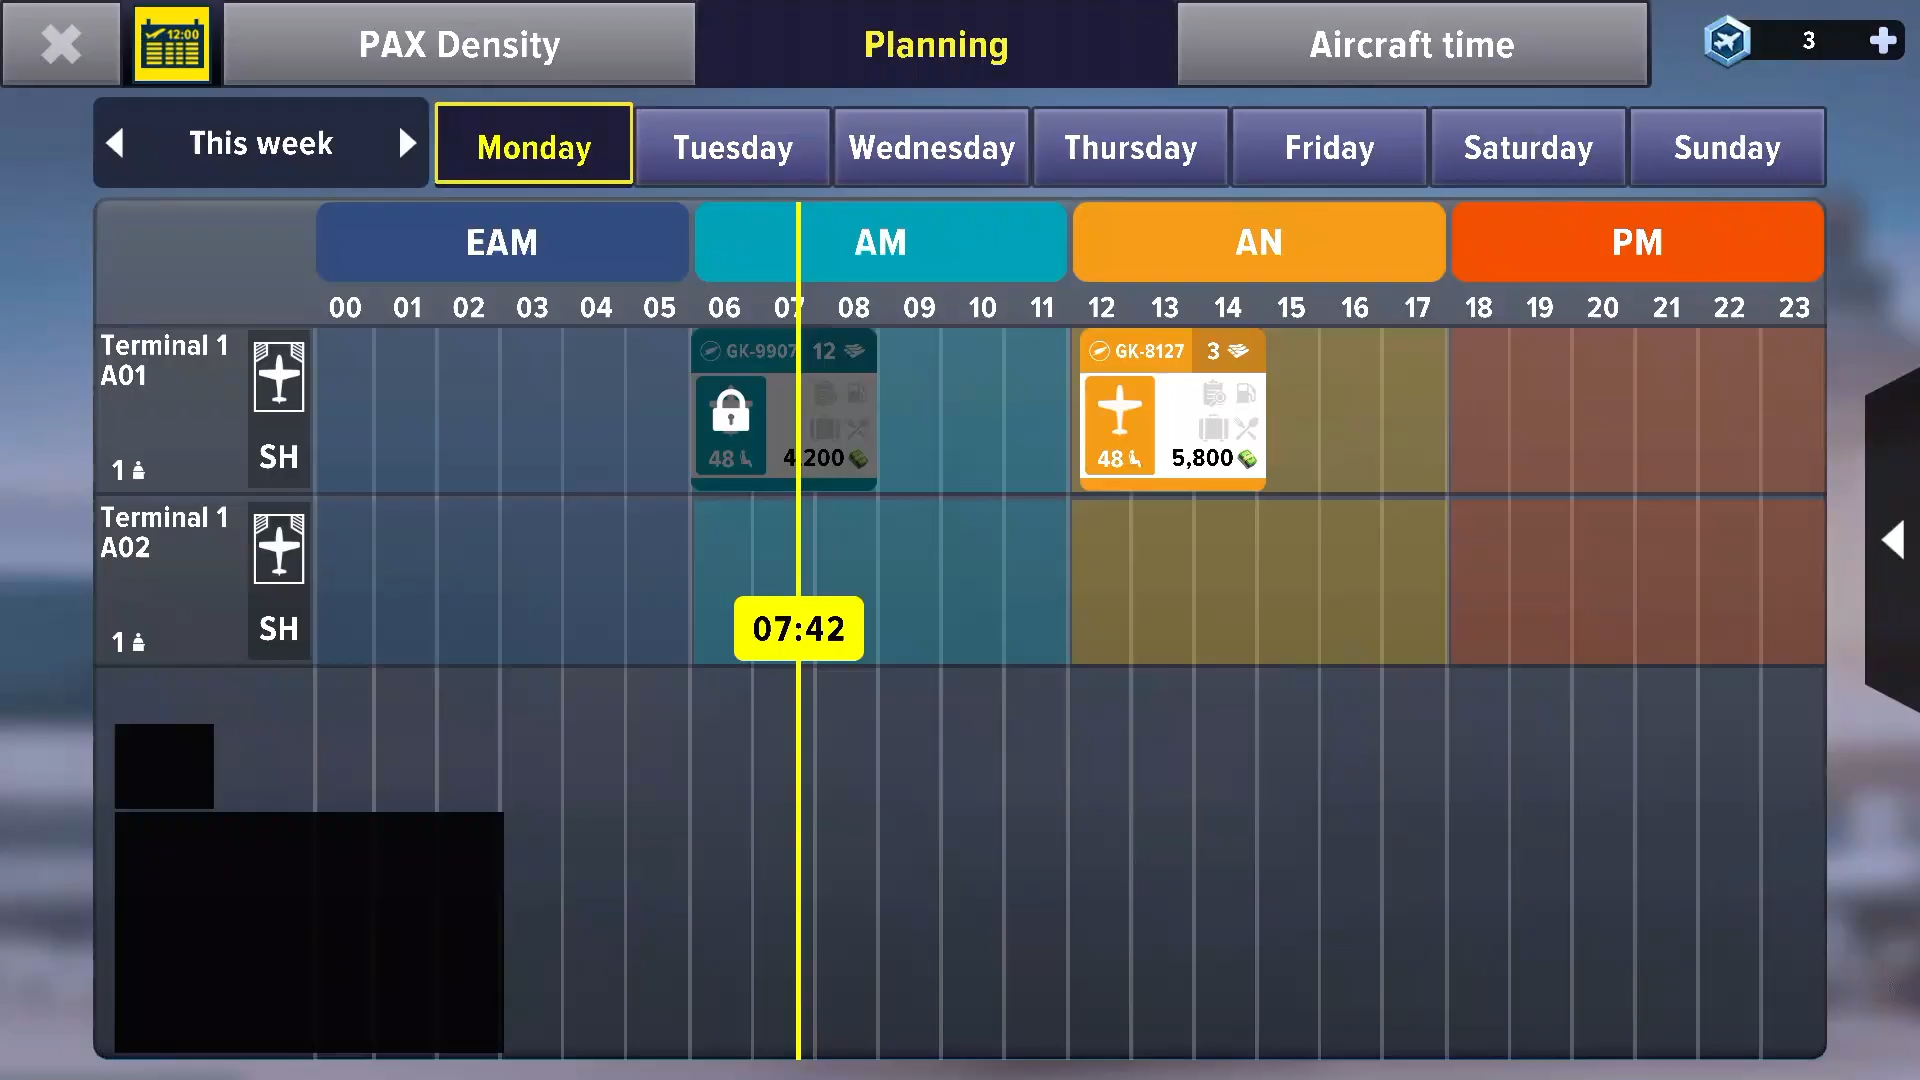 PAX Density
12:00
Planning
Aircraft time
3
This week
Monday
Tuesday
Wednesday
Thursday
Friday
Saturday
Sunday
EAM
AM
AN
PM
00 01 02 03 04 05 06 07 08 09 10 11 12 13 14 15 16 17 18 19 20 21 22 23
Terminal 1
A01
1
SH
GK-9907 12
48
4,200
GK-8127 3
48
5,800
Terminal 1
A02
1
SH
07:42